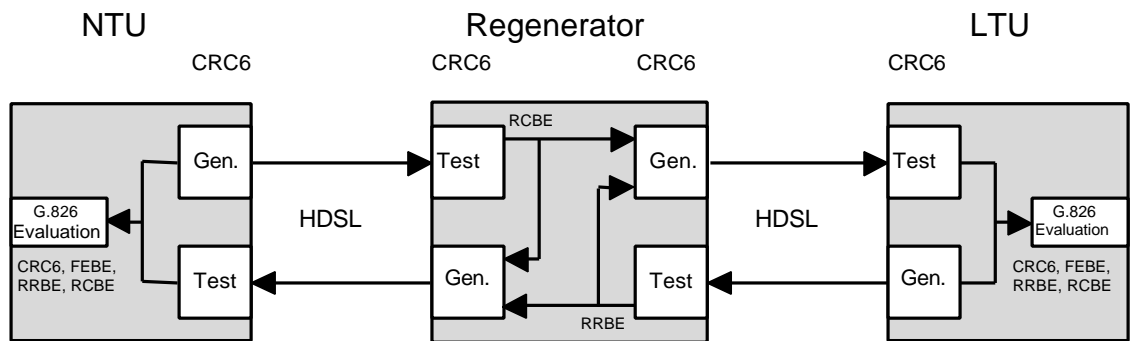 NTU
Regenerator
LTU
CRC6
CRC6
CRC6
CRC6
RCBE
Gen.
Test
Gen.
Test
G.826
Evaluation
HDSL
HDSL
G.826
Evaluation
CRC6, FEBE,
RRBE, RCBE
Test
Gen.
Test
Gen.
CRC6, FEBE,
RRBE, RCBE
RRBE